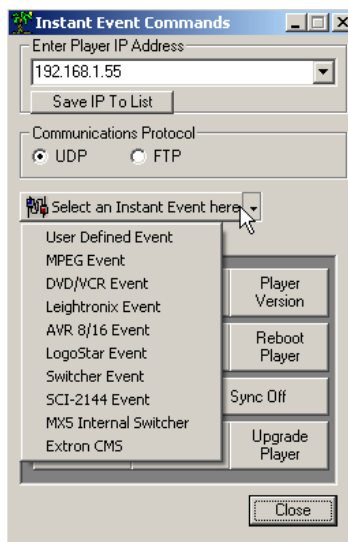 Instant Event Commands
Enter Player IP Address
192.168.1.55
Save IP To List
Communications Protocol
UDP
FTP
Select an Instant Event here
User Defined Event
MPEG Event
DVD/VCR Event
Leightronix Event
AVR 8/16 Event
LogoStar Event
Switcher Event
SCI-2144 Event
MX5 Internal Switcher
Extron CMS
Player
Version
Reboot
Player
Sync Off
Upgrade
Player
Close